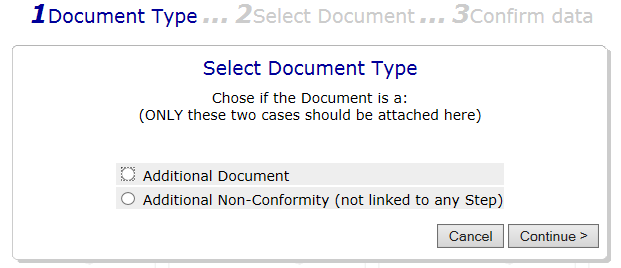 1Document Type ... 2Select Document ... 3Confirm data
Select Document Type
Chose if the Document is a:
(ONLY these two cases should be attached here)
Additional Document
Additional Non-Conformity (not linked to any Step)
Cancel Continue >